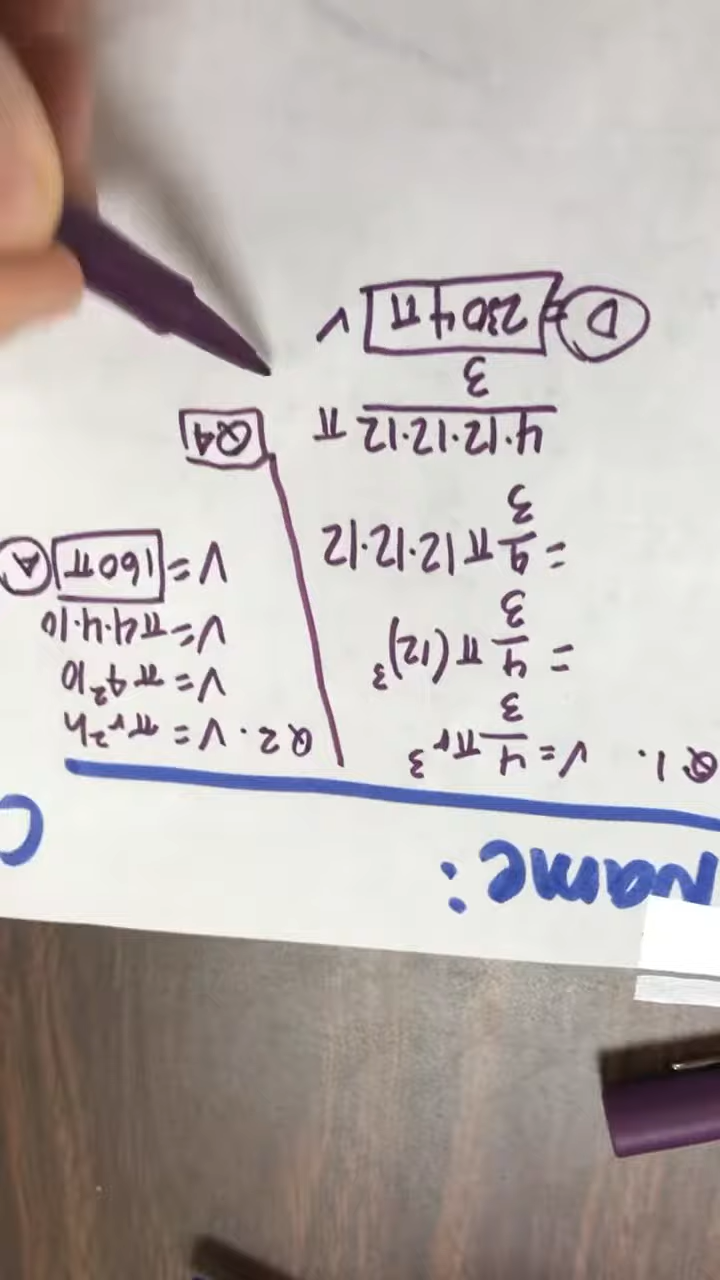 Name:
C
Q1. V = 4/3 πr³
= 4/3 π(12)³
= 4/3 π 12·12·12
4·12·12·12/3 π
D = 2304π ✓
Q2. V = πr²h
V = π4²10
V = π4·4·10
V = 160π A
Q4